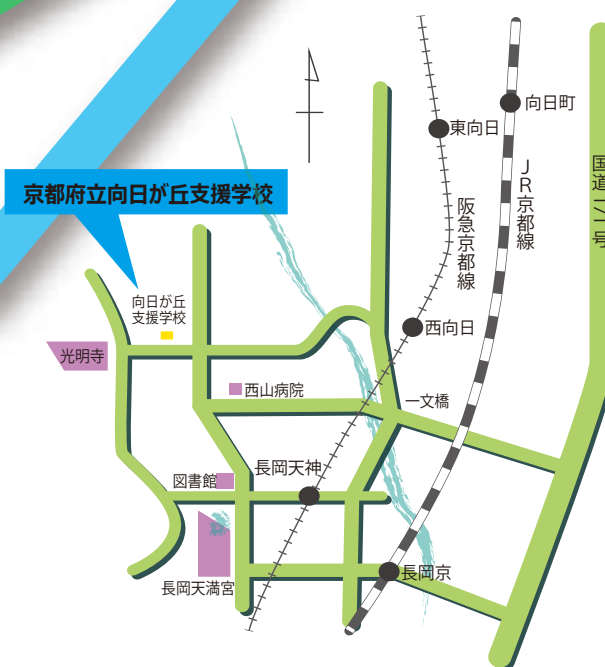 向日町
東向日
JR京都線
国道一七一号
京都府立向日が丘支援学校
阪急京都線
向日が丘
支援学校
西向日
光明寺
西山病院
一文橋
長岡天神
図書館
長岡京
長岡天満宮